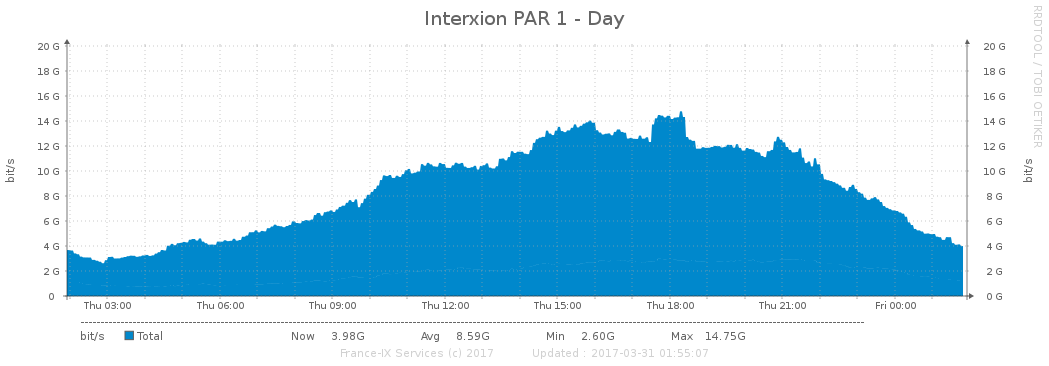 Interxion PAR 1 - Day
RRDTOOL / TOBI OETIKER
20 G 20 G
18 G 18 G
16 G 16 G
14 G 14 G
12 G 12 G
10 G 10 G
8 G 8 G
6 G 6 G
4 G 4 G
2 G 2 G
0 0 G
bit/s
bit/s
Thu 03:00 Thu 06:00 Thu 09:00 Thu 12:00 Thu 15:00 Thu 18:00 Thu 21:00 Fri 00:00
bit/s Total Now 3.98G Avg 8.59G Min 2.60G Max 14.75G
France-IX Services (c) 2017 Updated : 2017-03-31 01:55:07